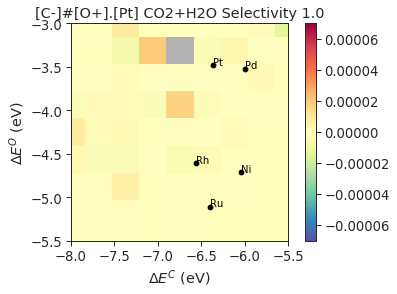 [C-]#[O+].[Pt] CO2+H2O Selectivity 1.0
−3.0
−3.5
−4.0
−4.5
−5.0
−5.5
ΔE^O (eV)
Pt
Pd
Rh
Ni
Ru
−8.0 −7.5 −7.0 −6.5 −6.0 −5.5
ΔE^C (eV)
0.00006
0.00004
0.00002
0.00000
−0.00002
−0.00004
−0.00006